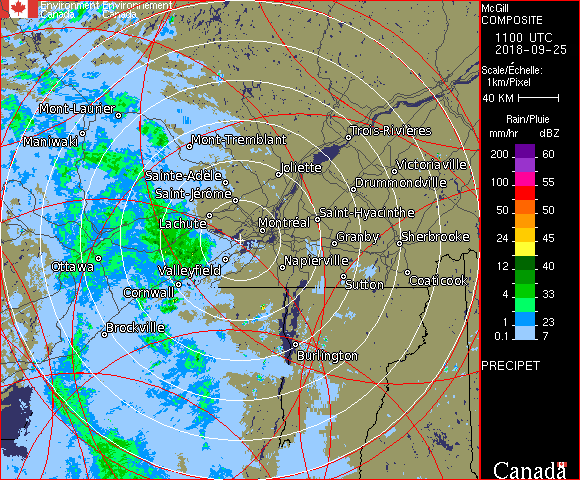 Environment Environnement
Canada Canada
McGill
COMPOSITE
1100 UTC
2018-09-25
Scale/Échelle:
1km/Pixel
40 KM
Rain/Pluie
mm/hr dBZ
200 60
100 55
50 50
24 45
12 40
4 33
1 23
0.1 7
PRECIPET
Canada
Mont-Laurier
Maniwaki
Mont-Tremblant
Trois-Rivières
Sainte-Adèle
Joliette
Victoriaville
Saint-Jérôme
Drummondville
Lachute
Montréal
Saint-Hyacinthe
Granby
Sherbrooke
Ottawa
Valleyfield
Napierville
Cornwall
Sutton
Coaticook
Brockville
Burlington